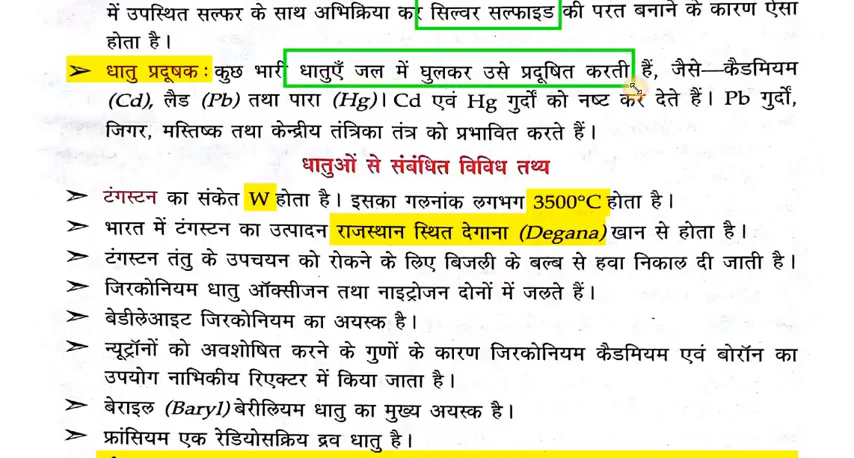 में उपस्थित सल्फर के साथ अभिक्रिया कर सिल्वर सल्फाइड की परत बनाने के कारण ऐसा
होता है।
➢ धातु प्रदूषक : कुछ भारी धातुएँ जल में घुलकर उसे प्रदूषित करती हैं, जैसे—कैडमियम
(Cd), लैड (Pb) तथा पारा (Hg)। Cd एवं Hg गुर्दों को नष्ट कर देते हैं। Pb गुर्दों,
जिगर, मस्तिष्क तथा केन्द्रीय तंत्रिका तंत्र को प्रभावित करते हैं।
धातुओं से संबंधित विविध तथ्य
➢ टंगस्टन का संकेत W होता है। इसका गलनांक लगभग 3500°C होता है।
➢ भारत में टंगस्टन का उत्पादन राजस्थान स्थित देगाना (Degana) खान से होता है।
➢ टंगस्टन तंतु के उपचयन को रोकने के लिए बिजली के बल्ब से हवा निकाल दी जाती है।
➢ जिरकोनियम धातु ऑक्सीजन तथा नाइट्रोजन दोनों में जलते हैं।
➢ बेडीलेआइट जिरकोनियम का अयस्क है।
➢ न्यूट्रॉनों को अवशोषित करने के गुणों के कारण जिरकोनियम कैडमियम एवं बोरॉन का
उपयोग नाभिकीय रिएक्टर में किया जाता है।
➢ बेराइल (Baryl) बेरीलियम धातु का मुख्य अयस्क है।
➢ फ्रांसियम एक रेडियोसक्रिय द्रव धातु है।